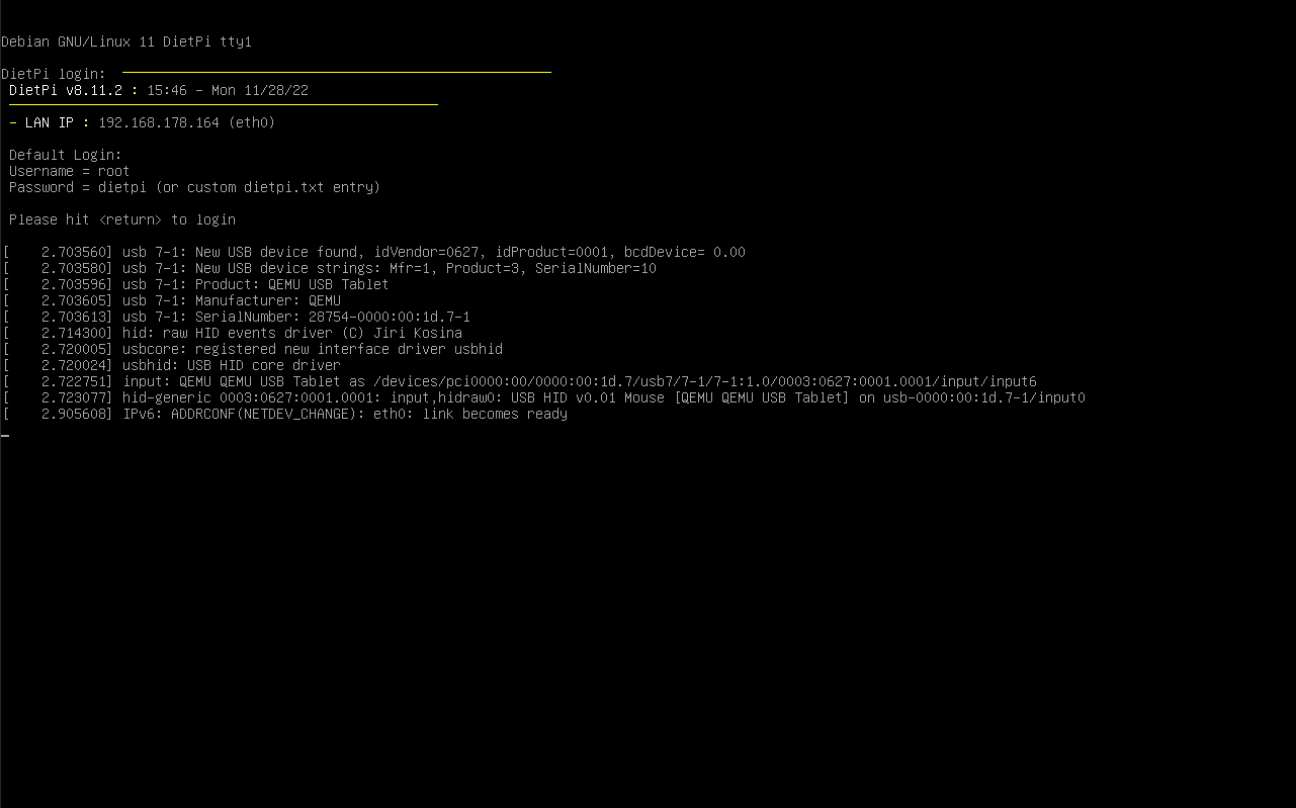 Debian GNU/Linux 11 DietPi tty1
DietPi login:
DietPi v8.11.2 : 15:46 - Mon 11/28/22
- LAN IP : 192.168.178.164 (eth0)
Default Login:
Username = root
Password = dietpi (or custom dietpi.txt entry)
Please hit <return> to login
[    2.703560] usb 7-1: New USB device found, idVendor=0627, idProduct=0001, bcdDevice= 0.00
[    2.703580] usb 7-1: New USB device strings: Mfr=1, Product=3, SerialNumber=10
[    2.703596] usb 7-1: Product: QEMU USB Tablet
[    2.703605] usb 7-1: Manufacturer: QEMU
[    2.703613] usb 7-1: SerialNumber: 28754-0000:00:1d.7-1
[    2.714300] hid: raw HID events driver (C) Jiri Kosina
[    2.720005] usbcore: registered new interface driver usbhid
[    2.720024] usbhid: USB HID core driver
[    2.722751] input: QEMU QEMU USB Tablet as /devices/pci0000:00/0000:00:1d.7/usb7/7-1/7-1:1.0/0003:0627:0001.0001/input/input6
[    2.723077] hid-generic 0003:0627:0001.0001: input,hidraw0: USB HID v0.01 Mouse [QEMU QEMU USB Tablet] on usb-0000:00:1d.7-1/input0
[    2.905608] IPv6: ADDRCONF(NETDEV_CHANGE): eth0: link becomes ready